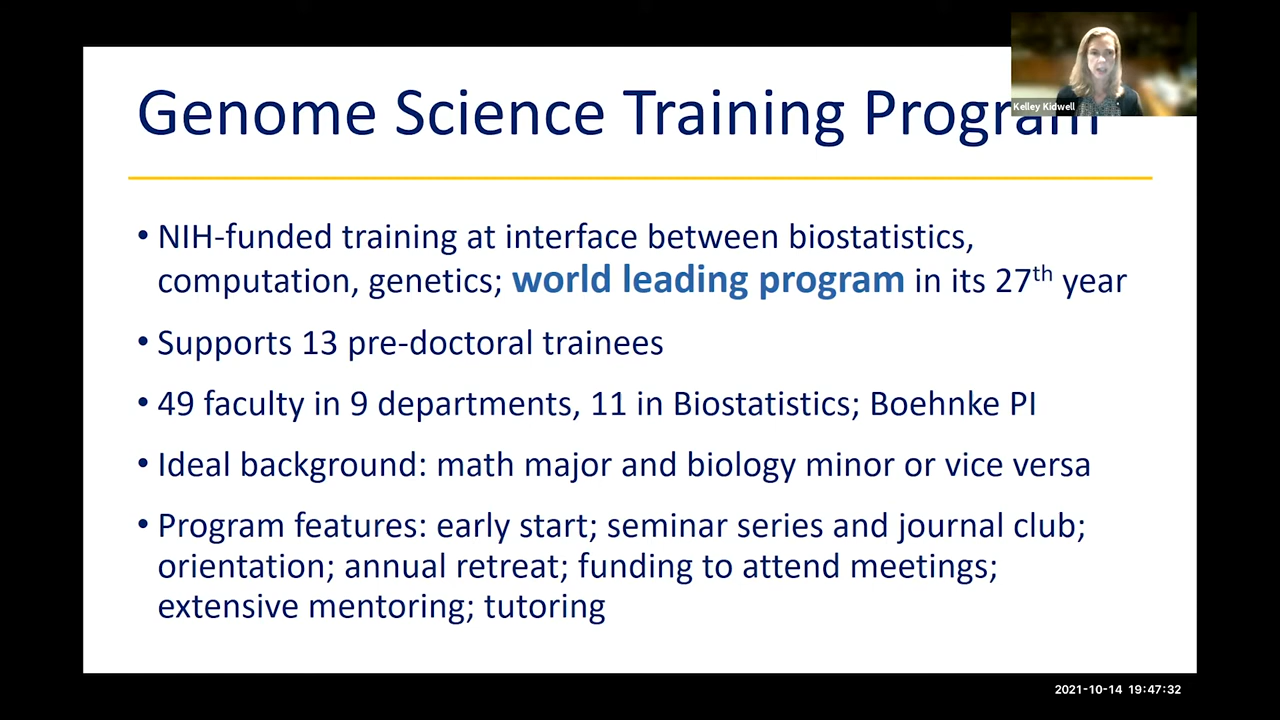 Genome Science Training Program
Kelley Kidwell
• NIH-funded training at interface between biostatistics,
computation, genetics; world leading program in its 27th year
• Supports 13 pre-doctoral trainees
• 49 faculty in 9 departments, 11 in Biostatistics; Boehnke PI
• Ideal background: math major and biology minor or vice versa
• Program features: early start; seminar series and journal club;
orientation; annual retreat; funding to attend meetings;
extensive mentoring; tutoring
2021-10-14 19:47:32